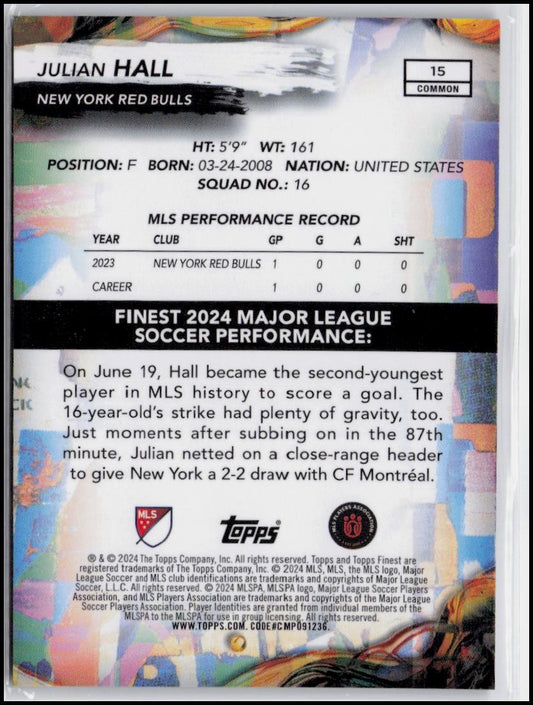 JULIAN HALL
NEW YORK RED BULLS
15
COMMON
HT: 5'9" WT: 161
POSITION: F BORN: 03-24-2008 NATION: UNITED STATES
SQUAD NO.: 16
MLS PERFORMANCE RECORD
YEAR CLUB GP G A SHT
2023 NEW YORK RED BULLS 1 0 0 0
CAREER 1 0 0 0
FINEST 2024 MAJOR LEAGUE
SOCCER PERFORMANCE:
On June 19, Hall became the second-youngest
player in MLS history to score a goal. The
16-year-old's strike had plenty of gravity, too.
Just moments after subbing on in the 87th
minute, Julian netted on a close-range header
to give New York a 2-2 draw with CF Montréal.
MLS
Topps
MLS PLAYERS ASSOCIATION
® & © 2024 The Topps Company, Inc. All rights reserved. Topps and Topps Finest are
registered trademarks of The Topps Company, Inc. © 2024 MLS, MLS, the MLS logo, Major
League Soccer and MLS club identifications are trademarks and copyrights of Major League
Soccer, L.L.C. All rights reserved. © 2024 MLSPA, MLSPA logo, Major League Soccer Players
Association, and MLS Players Association are trademarks and copyrights of the Major League
Soccer Players Association. Player Identities are granted from individual members of the
MLSPA to the MLSPA for use in group licensing. All rights reserved.
WWW.TOPPS.COM. CODE#CMP091236.